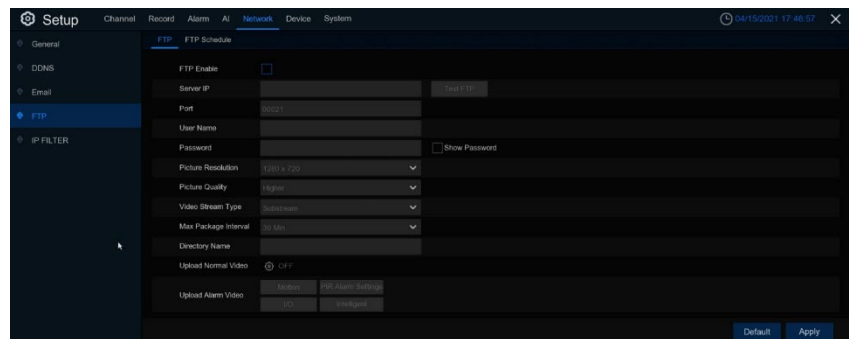 Setup Channel Record Alarm AI Network Device System 04/15/2021 17:46:57
General
DDNS
Email
FTP
IP FILTER
FTP FTP Schedule
FTP Enable
Server IP Test FTP
Port 00021
User Name
Password Show Password
Picture Resolution 1280 x 720
Picture Quality Higher
Video Stream Type Substream
Max Package Interval 30 Min
Directory Name
Upload Normal Video OFF
Upload Alarm Video
Motion PIR Alarm Settings
I/O Intelligent
Default Apply